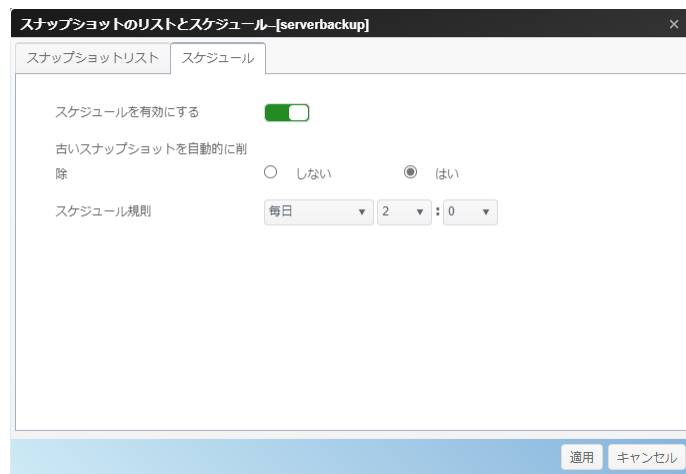 スナップショットのリストとスケジュール--[serverbackup] ×
スナップショットリスト スケジュール
スケジュールを有効にする
古いスナップショットを自動的に削
除 しない はい
スケジュール規則 毎日 2 : 0
適用 キャンセル